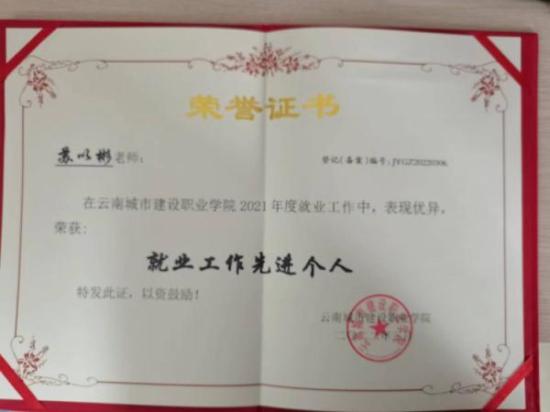 荣誉证书
苏以彬老师: 登记(备案)编号:JYGZ20220306
在云南城市建设职业学院2021年度就业工作中,表现优异,
荣获:
就业工作先进个人
特发此证,以资鼓励!
云南城市建设职业学院